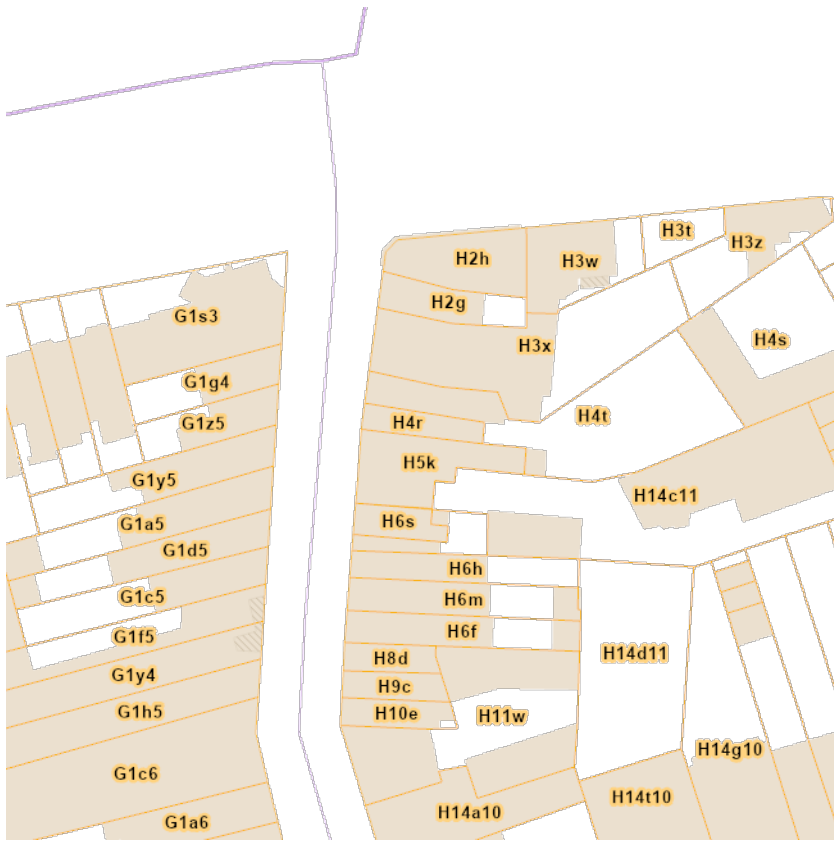 H3t
H3z
H2h
H3w
H2g
G1s3
H4s
H3x
G1g4
H4t
G1z5
H4r
H5k
G1y5
H14c11
G1a5
H6s
G1d5
H6h
G1c5
H6m
G1f5
H6f
H14d11
H8d
G1y4
H9c
G1h5
H10e
H11w
H14g10
G1c6
H14t10
H14a10
G1a6